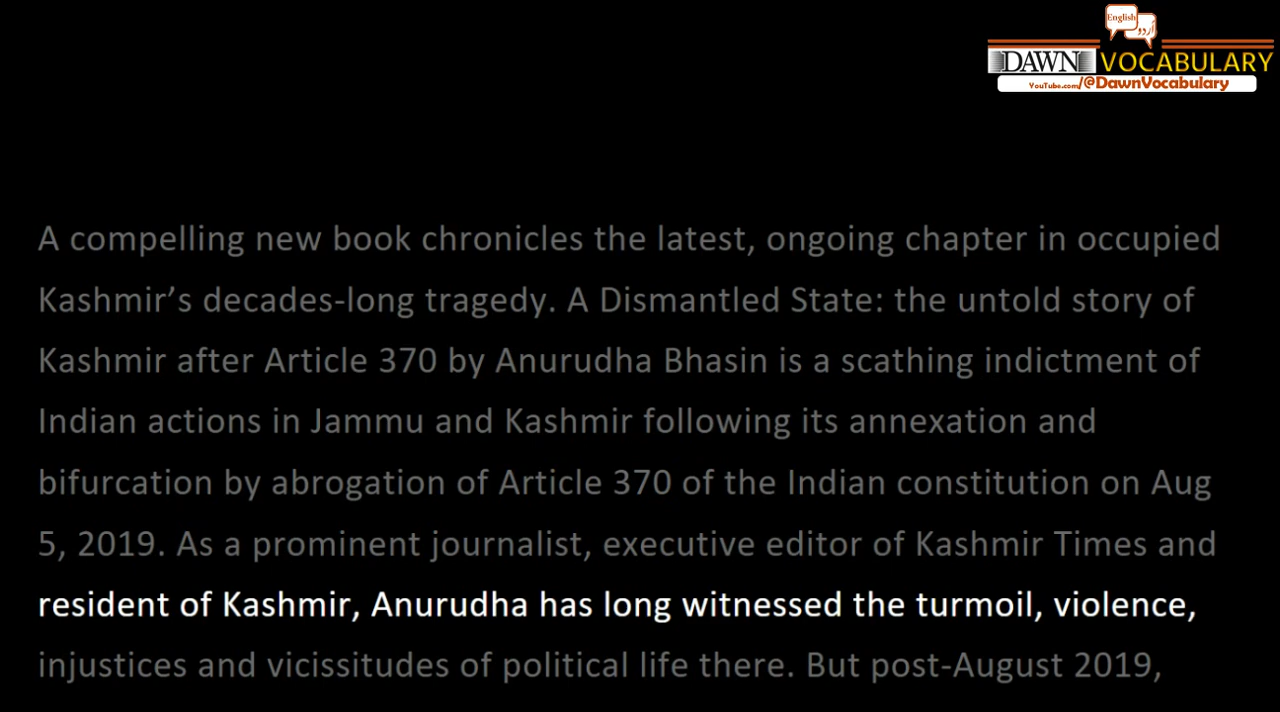 English
اُردو
DAWN VOCABULARY
YouTube.com/@DawnVocabulary
A compelling new book chronicles the latest, ongoing chapter in occupied
Kashmir’s decades-long tragedy. A Dismantled State: the untold story of
Kashmir after Article 370 by Anurudha Bhasin is a scathing indictment of
Indian actions in Jammu and Kashmir following its annexation and
bifurcation by abrogation of Article 370 of the Indian constitution on Aug
5, 2019. As a prominent journalist, executive editor of Kashmir Times and
resident of Kashmir, Anurudha has long witnessed the turmoil, violence,
injustices and vicissitudes of political life there. But post-August 2019,